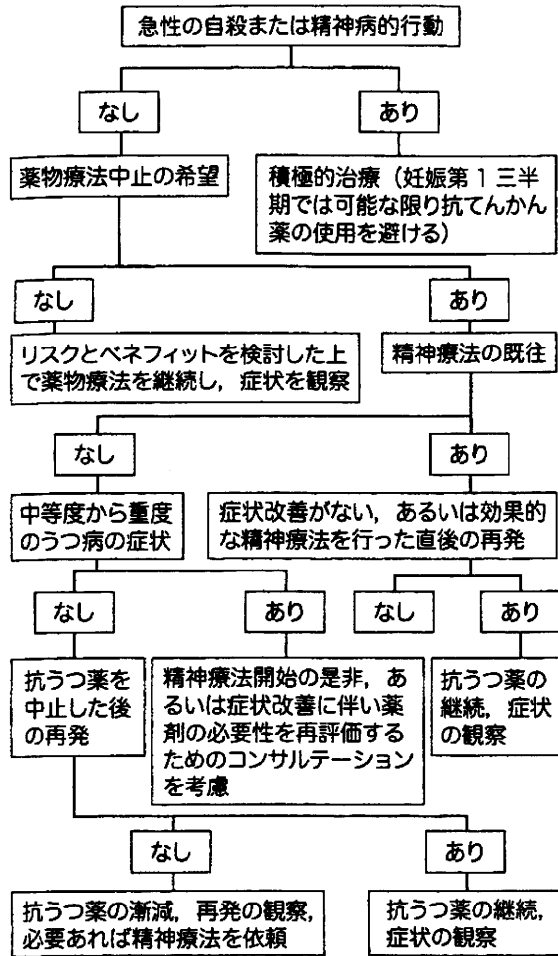 急性の自殺または精神病的行動
なし
あり
薬物療法中止の希望
積極的治療（妊娠第 1 三半
期では可能な限り抗てんかん
薬の使用を避ける）
なし
あり
リスクとベネフィットを検討した上
で薬物療法を継続し，症状を観察
精神療法の既往
なし
あり
中等度から重度
のうつ病の症状
症状改善がない，あるいは効果的
な精神療法を行った直後の再発
なし
あり
なし
あり
抗うつ薬を
中止した後
の再発
精神療法開始の是非，あ
るいは症状改善に伴い薬
剤の必要性を再評価する
ためのコンサルテーション
を考慮
抗うつ薬の
継続，症状
の観察
なし
あり
抗うつ薬の漸減，再発の観察，
必要あれば精神療法を依頼
抗うつ薬の継続，
症状の観察